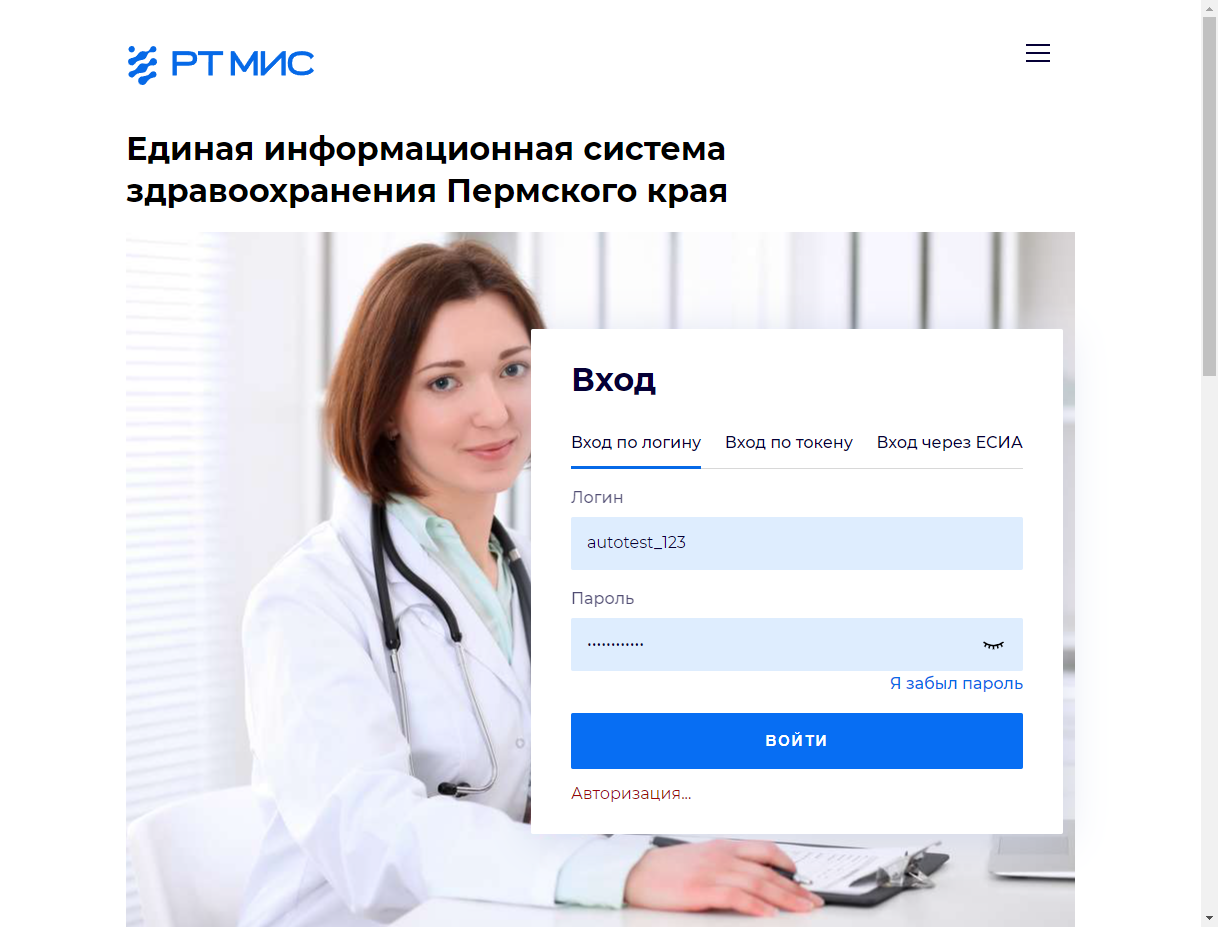 РТ МИС
Единая информационная система
здравоохранения Пермского края
Вход
Вход по логину Вход по токену Вход через ЕСИА
Логин
autotest_123
Пароль
••••••••••••
Я забыл пароль
ВОЙТИ
Авторизация...